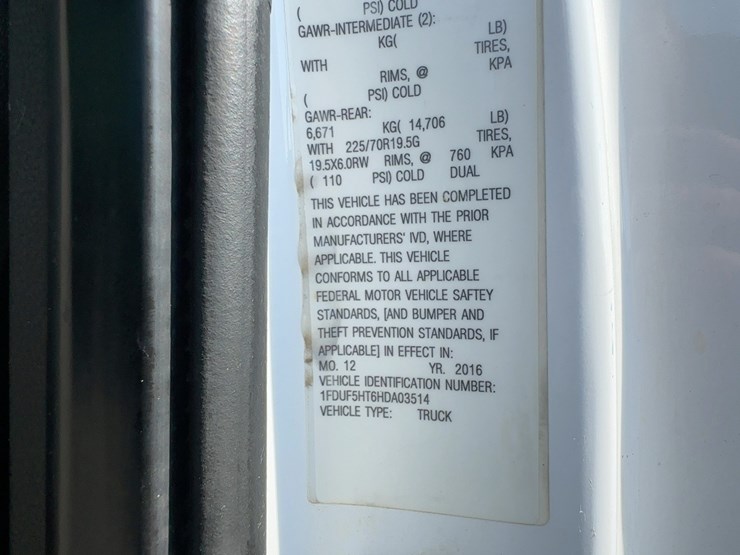 ( PSI) COLD
GAWR-INTERMEDIATE (2):
KG( LB)
WITH TIRES,
RIMS, @ KPA
( PSI) COLD
GAWR-REAR:
6,671 KG( 14,706 LB)
WITH 225/70R19.5G TIRES,
19.5X6.0RW RIMS, @ 760 KPA
( 110 PSI) COLD DUAL
THIS VEHICLE HAS BEEN COMPLETED
IN ACCORDANCE WITH THE PRIOR
MANUFACTURERS' IVD, WHERE
APPLICABLE. THIS VEHICLE
CONFORMS TO ALL APPLICABLE
FEDERAL MOTOR VEHICLE SAFTEY
STANDARDS, [AND BUMPER AND
THEFT PREVENTION STANDARDS, IF
APPLICABLE] IN EFFECT IN:
MO. 12 YR. 2016
VEHICLE IDENTIFICATION NUMBER:
1FDUF5HT6HDA03514
VEHICLE TYPE: TRUCK